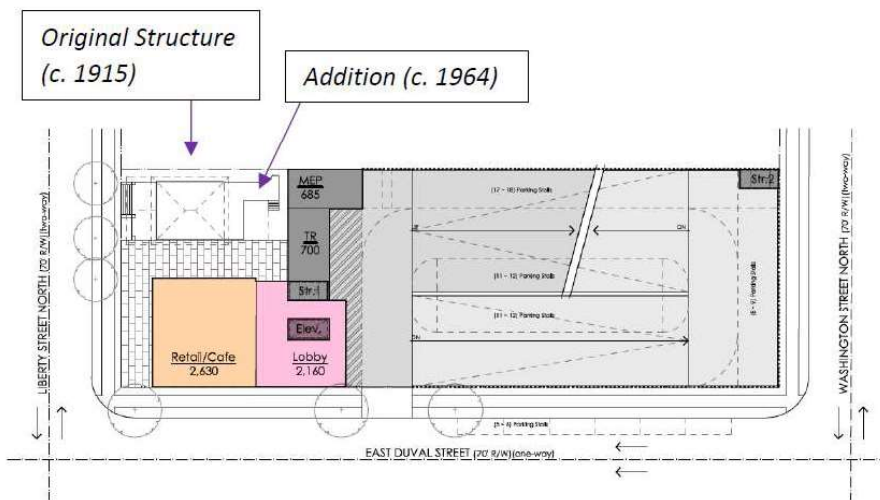 Original Structure
(c. 1915)
Addition (c. 1964)
MEP
685
Str.2
(17 - 18) Parking Stalls
TR
700
UP
DN
(11 - 12) Parking Stalls
(8 - 9) Parking Stalls
Str.1
(11 - 12) Parking Stalls
Elev.
DN
Retail/Cafe
2,630
Lobby
2,160
LIBERTY STREET NORTH (70' R/W)(two-way)
WASHINGTON STREET NORTH (70' R/W)(two-way)
(5 - 6) Parking Stalls
EAST DUVAL STREET (70' R/W)(one-way)